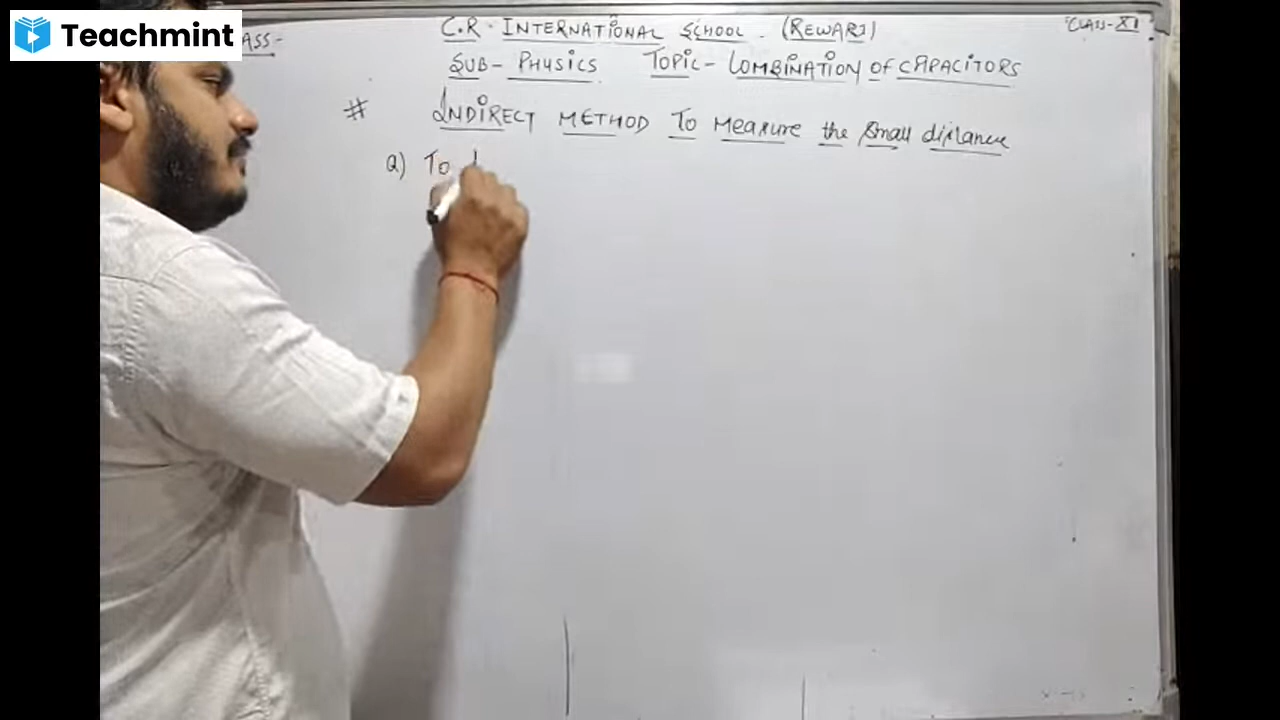 Teachmint
ASS-
C.R. INTERNATIONAL SCHOOL. (REWARI)
CLASS-XI
SUB- PHYSICS TOPIC- COMBINATION OF CAPACITORS
# INDIRECT METHOD TO Measure the small distance
Q) To